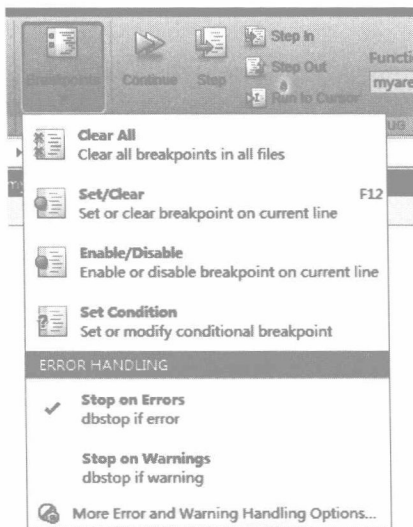 Step In
Breakpoints
Continue
Step
Step Out
Run to Cursor
Functi
myare
UG
Clear All
Clear all breakpoints in all files
Set/Clear F12
Set or clear breakpoint on current line
Enable/Disable
Enable or disable breakpoint on current line
Set Condition
Set or modify conditional breakpoint
ERROR HANDLING
Stop on Errors
dbstop if error
Stop on Warnings
dbstop if warning
More Error and Warning Handling Options...